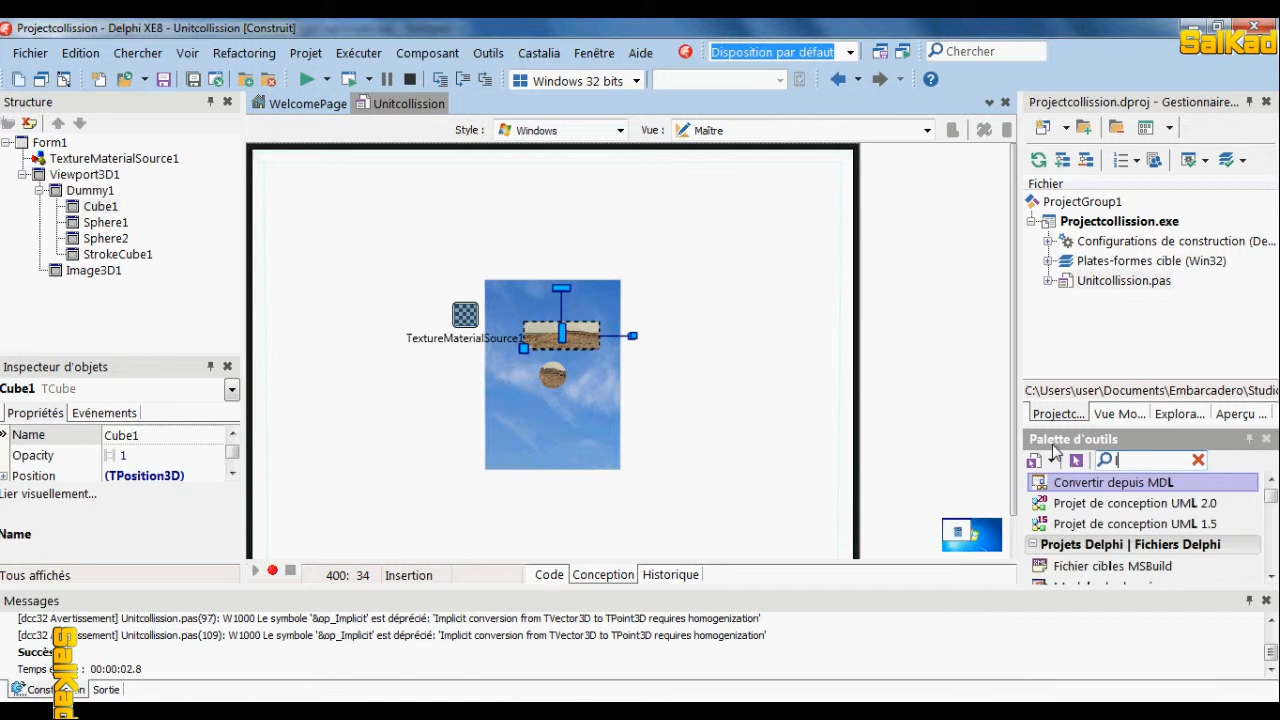 Projectcollission - Delphi XE8 - Unitcollission [Construit]
SalKad
Fichier Edition Chercher Voir Refactoring Projet Exécuter Composant Outils Castalia Fenêtre Aide Disposition par défaut Chercher
Windows 32 bits
Structure
WelcomePage Unitcollission
Projectcollission.dproj - Gestionnaire...
Style : Windows Vue : Maître
Form1
TextureMaterialSource1
Viewport3D1
Dummy1
Cube1
Sphere1
Sphere2
StrokeCube1
Image3D1
TextureMaterialSource1
Fichier
ProjectGroup1
Projectcollission.exe
Configurations de construction (De...
Plates-formes cible (Win32)
Unitcollission.pas
Inspecteur d'objets
Cube1 TCube
Propriétés Evénements
Name Cube1
Opacity 1
Position (TPosition3D)
Lier visuellement...
Name
Tous affichés
C:\Users\user\Documents\Embarcadero\Studio
Projectc... Vue Mo... Explora... Aperçu ...
Palette d'outils
l
Convertir depuis MDL
Projet de conception UML 2.0
Projet de conception UML 1.5
Projets Delphi | Fichiers Delphi
Fichier cibles MSBuild
400: 34 Insertion Code Conception Historique
Messages
[dcc32 Avertissement] Unitcollission.pas(97): W1000 Le symbole '&op_Implicit' est déprécié: 'Implicit conversion from TVector3D to TPoint3D requires homogenization'
[dcc32 Avertissement] Unitcollission.pas(109): W1000 Le symbole '&op_Implicit' est déprécié: 'Implicit conversion from TVector3D to TPoint3D requires homogenization'
Succès
Temps : 00:00:02.8
Sortie
SalKad